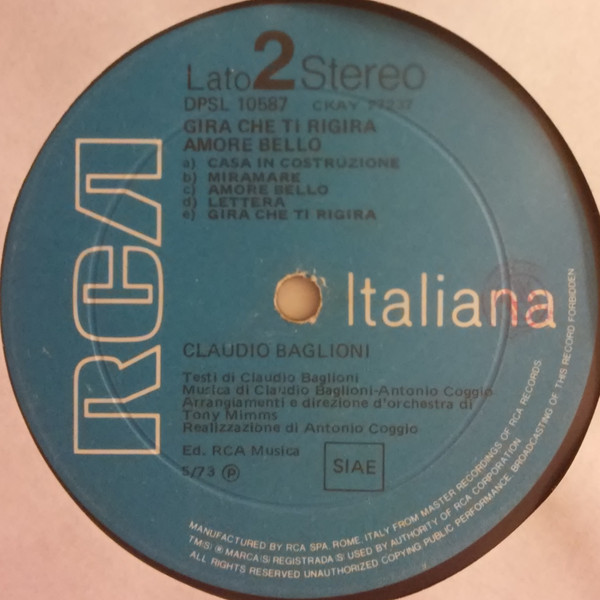 Lato 2 Stereo
DPSL 10587 CKAY 27237
GIRA CHE TI RIGIRA
AMORE BELLO
a) CASA IN COSTRUZIONE
b) MIRAMARE
c) AMORE BELLO
d) LETTERA
e) GIRA CHE TI RIGIRA
RCA
Italiana
CLAUDIO BAGLIONI
Testi di Claudio Baglioni
Musica di Claudio Baglioni-Antonio Coggio
Arrangiamenti e direzione d'orchestra di
Tony Mimms
Realizzazione di Antonio Coggio
Ed. RCA Musica
5/73 Ⓟ
SIAE
MANUFACTURED BY RCA SPA, ROME, ITALY FROM MASTER RECORDINGS OF RCA RECORDS
TM(S) ® MARCA(S) REGISTRADA(S) USED BY AUTHORITY OF RCA CORPORATION
ALL RIGHTS RESERVED UNAUTHORIZED COPYING PUBLIC PERFORMANCE BROADCASTING OF THIS RECORD FORBIDDEN